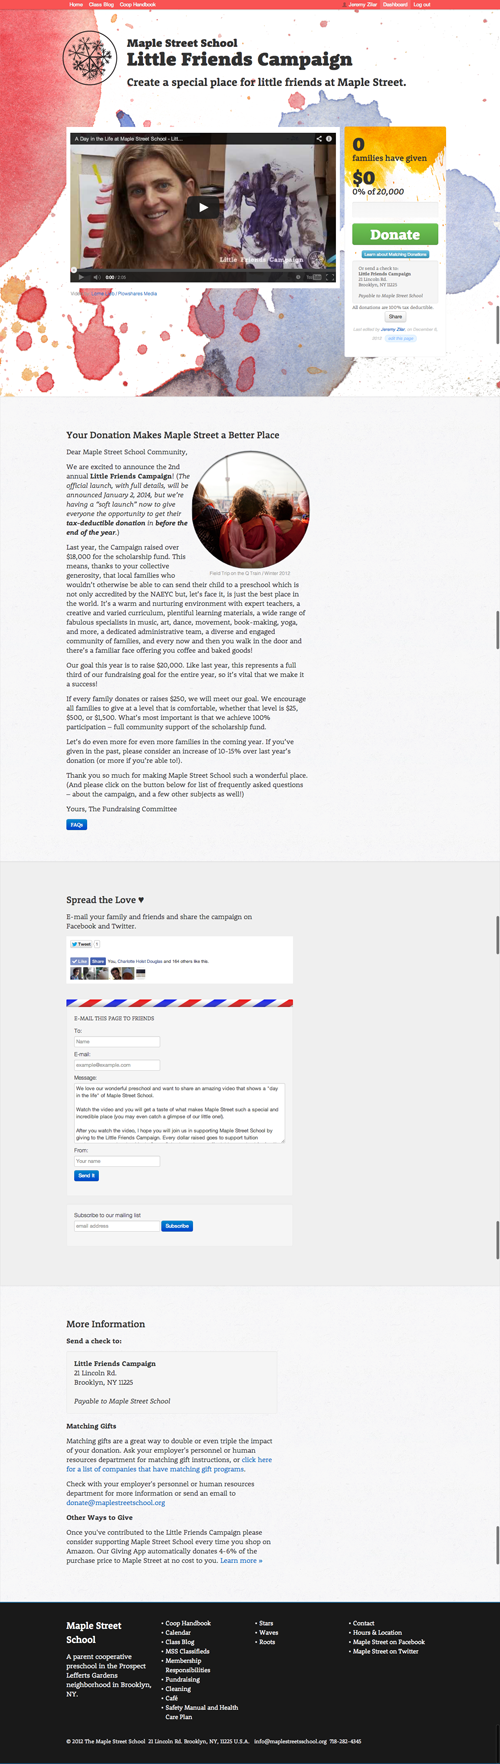 Home Class Blog Coop Handbook
Jeremy Ziler Dashboard Log out
Maple Street School
Little Friends Campaign
Create a special place for little friends at Maple Street.
A Day in the Life at Maple Street School - Litt...
Little Friends Campaign
0:00
YouTube
Plowshares Media
0
families have given
$0
0% of 20,000
Donate
Learn about Matching Donations
Or send a check to:
Little Friends Campaign
21 Lincoln Rd.
Brooklyn, NY 11225
Payable to Maple Street School
All donations are 100% tax deductible.
Share
Last edited by Jeremy Ziler, on December 9,
2013 edit this page
Your Donation Makes Maple Street a Better Place
Dear Maple Street School Community,
We are excited to announce the 2nd
annual Little Friends Campaign! (The
official launch, with full details, will be
announced January 2, 2014, but we're
having a "soft launch" now to give
everyone the opportunity to get their
tax-deductible donation in before the
end of the year.)
Field Trip on the Q Train | Winter 2012
Last year, the Campaign raised over
$18,000 for the scholarship fund. This
means, thanks to your collective
generosity, that local families who
wouldn't otherwise be able to can send their child to a preschool which is
not only accredited by the NAEYC but, let's face it, is just the best place in
the world. It's a warm and nurturing environment with expert teachers, a
creative and varied curriculum, plentiful learning materials, a wide range of
fabulous specialists in music, art, dance, movement, book-making, yoga,
and more, a dedicated administrative team, a diverse and engaged
community of families, and every now and then you walk in the door and
there's a familiar face offering you coffee and baked goods!
Our goal this year is to raise $20,000. Like last year, this represents a full
third of our fundraising goal for the entire year, so it's vital that we make it
a success!
If every family donates or raises $250, we will meet our goal. We encourage
all families to give at a level that is comfortable, whether that level is $25,
$500, or $1,500. What's most important is that we achieve 100%
participation – full community support of the scholarship fund.
Let's do even more for even more families in the coming year. If you've
given in the past, please consider an increase of 10-15% over last year's
donation (or more if you're able to!).
Thank you so much for making Maple Street School such a wonderful place.
(And please click on the button below for list of frequently asked questions
– about the campaign, and a few other subjects as well!)
Yours, The Fundraising Committee
FAQs
Spread the Love ♥
E-mail your family and friends and share the campaign on
Facebook and Twitter.
Tweet 1
Like Share You, Charlotte Holst Douglas and 184 others like this.
E-MAIL THIS PAGE TO FRIENDS
To:
Name
E-mail:
example@example.com
Message:
We love our wonderful preschool and want to share an amazing video that shows a "day
in the life" of Maple Street School.
Watch the video and you will get a taste of what makes Maple Street such a special and
incredible place (you may even catch a glimpse of our little one!).
After you watch the video, I hope you will join us in supporting Maple Street School by
giving to the Little Friends Campaign. Every dollar raised goes to support tuition
From:
Your name
Send it
Subscribe to our mailing list
email address Subscribe
More Information
Send a check to:
Little Friends Campaign
21 Lincoln Rd.
Brooklyn, NY 11225
Payable to Maple Street School
Matching Gifts
Matching gifts are a great way to double or even triple the impact
of your donation. Ask your employer's personnel or human
resources department for matching gift instructions, or click here
for a list of companies that have matching gift programs.
Check with your employer's personnel or human resources
department for more information or send an email to
donate@maplestreetschool.org
Other Ways to Give
Once you've contributed to the Little Friends Campaign please
consider supporting Maple Street School every time you shop on
Amazon. Our Giving App automatically donates 4-6% of the
purchase price to Maple Street at no cost to you. Learn more »
Maple Street
School
A parent cooperative
preschool in the Prospect
Lefferts Gardens
neighborhood in Brooklyn,
NY.
• Coop Handbook
• Calendar
• Class Blog
• MSS Classifieds
• Membership
Responsibilities
• Fundraising
• Cleaning
• Café
• Safety Manual and Health
Care Plan
• Stars
• Waves
• Roots
• Contact
• Hours & Location
• Maple Street on Facebook
• Maple Street on Twitter
© 2012 The Maple Street School 21 Lincoln Rd. Brooklyn, NY, 11225 U.S.A. info@maplestreetschool.org 718-282-4345